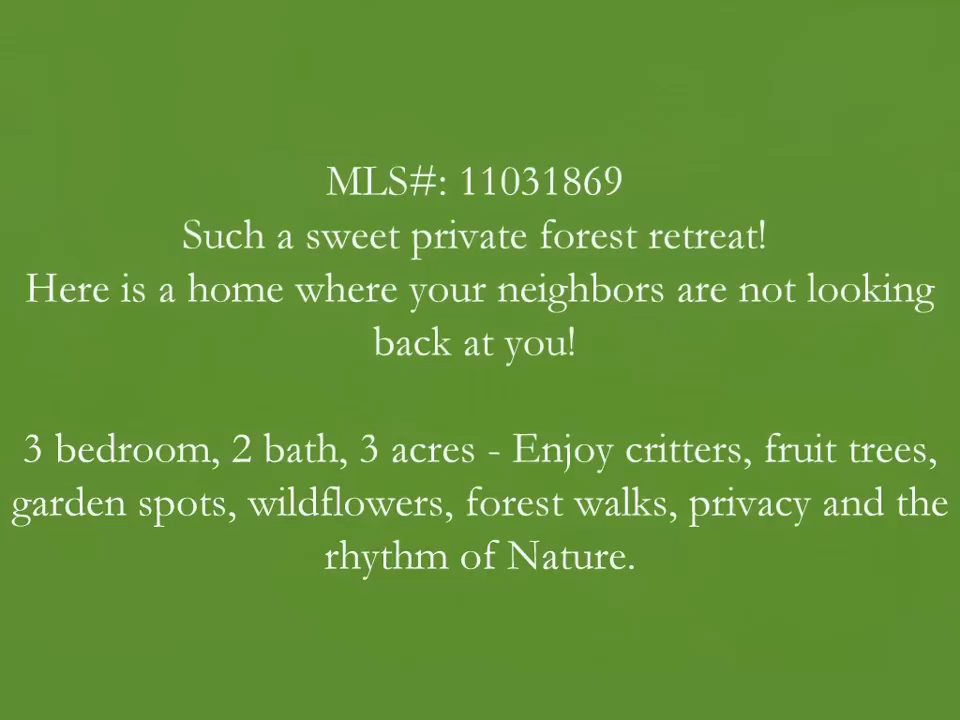 MLS#: 11031869
Such a sweet private forest retreat!
Here is a home where your neighbors are not looking
back at you!
3 bedroom, 2 bath, 3 acres - Enjoy critters, fruit trees,
garden spots, wildflowers, forest walks, privacy and the
rhythm of Nature.